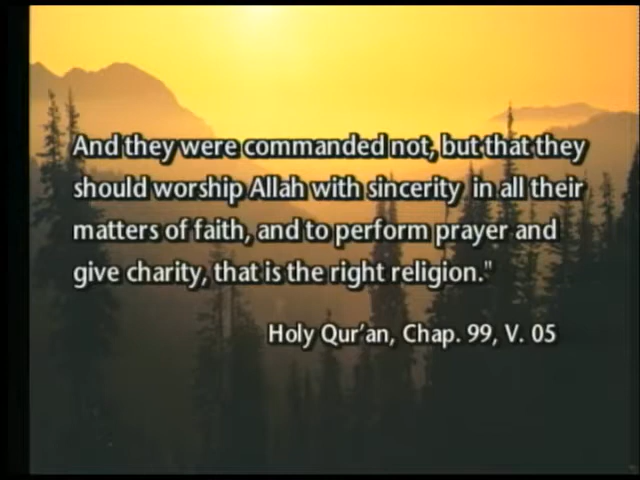 And they were commanded not, but that they
should worship Allah with sincerity in all their
matters of faith, and to perform prayer and
give charity, that is the right religion."
Holy Qur'an, Chap. 99, V. 05